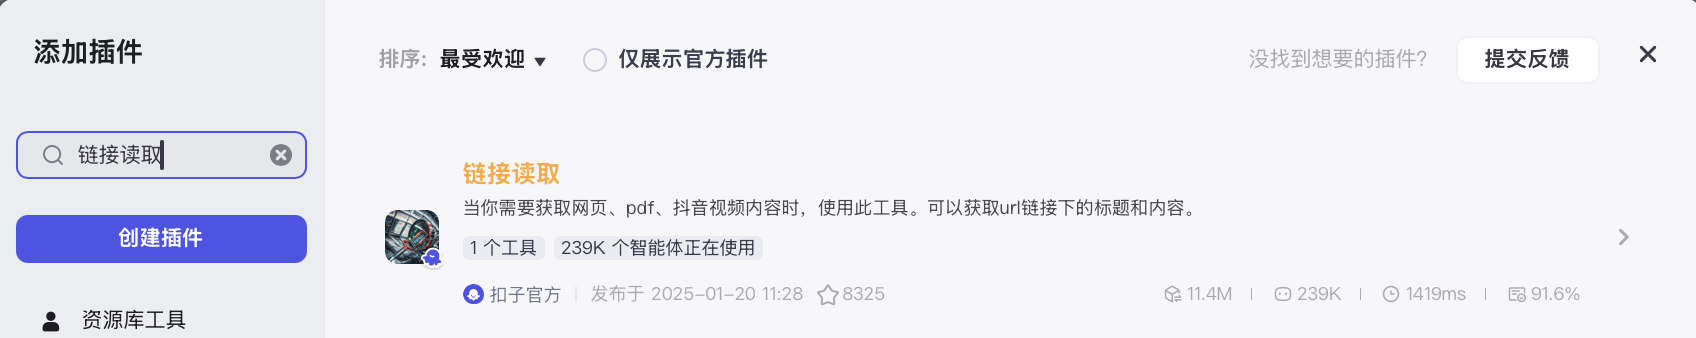 添加插件
排序: 最受欢迎 仅展示官方插件 没找到想要的插件? 提交反馈
链接读取
创建插件
资源库工具
链接读取
当你需要获取网页、pdf、抖音视频内容时，使用此工具。可以获取url链接下的标题和内容。
1 个工具 239K 个智能体正在使用
扣子官方 发布于 2025-01-20 11:28 8325 11.4M 239K 1419ms 91.6%